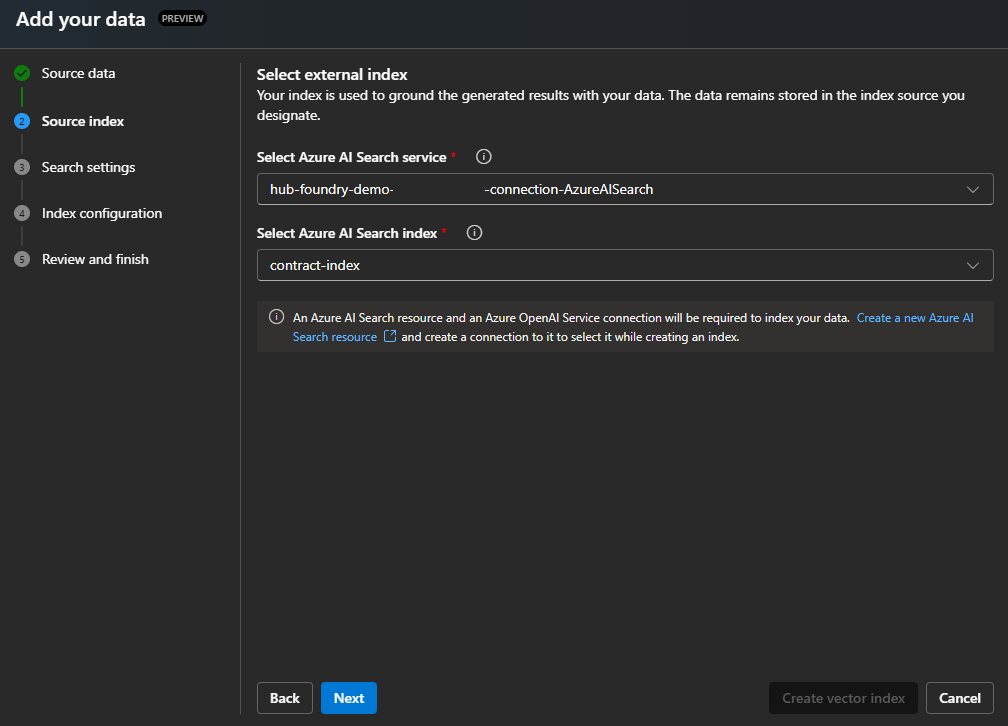 Add your data PREVIEW
Source data
2 Source index
3 Search settings
4 Index configuration
5 Review and finish
Select external index
Your index is used to ground the generated results with your data. The data remains stored in the index source you
designate.
Select Azure AI Search service *
hub-foundry-demo- -connection-AzureAISearch
Select Azure AI Search index *
contract-index
An Azure AI Search resource and an Azure OpenAI Service connection will be required to index your data. Create a new Azure AI
Search resource and create a connection to it to select it while creating an index.
Back Next Create vector index Cancel